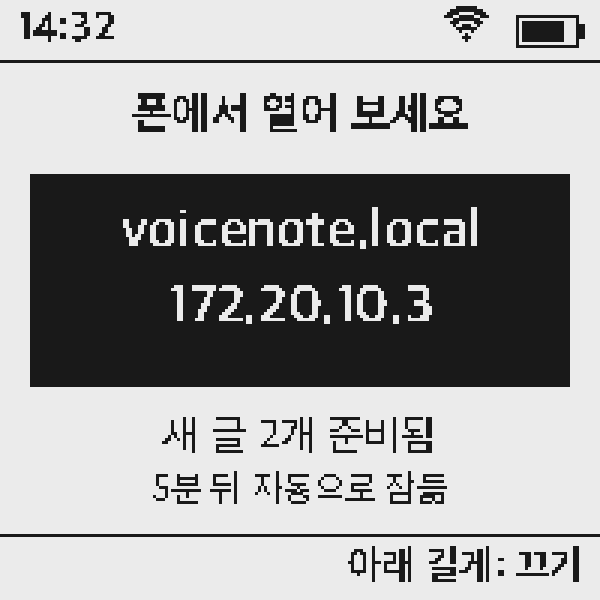 14:32
폰에서 열어 보세요
voicenote.local
172.20.10.3
새 글 2개 준비됨
5분 뒤 자동으로 잠듦
아래 길게: 끄기